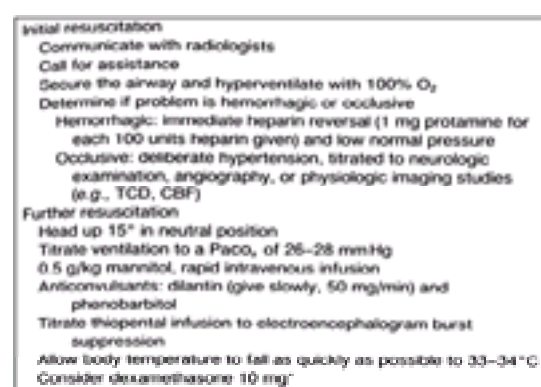 Initial resuscitation
Communicate with radiologists
Call for assistance
Secure the airway and hyperventilate with 100% O₂
Determine if problem is hemorrhagic or occlusive
Hemorrhagic: immediate heparin reversal (1 mg protamine for
each 100 units heparin given) and low normal pressure
Occlusive: deliberate hypertension, titrated to neurologic
examination, angiography, or physiologic imaging studies
(e.g., TCD, CBF)
Further resuscitation
Head up 15° in neutral position
Titrate ventilation to a Paco₂ of 26–28 mmHg
0.5 g/kg mannitol, rapid intravenous infusion
Anticonvulsants: dilantin (give slowly, 50 mg/min) and
phenobarbitol
Titrate thiopental infusion to electroencephalogram burst
suppression
Allow body temperature to fall as quickly as possible to 33–34°C
Consider dexamethasone 10 mg*